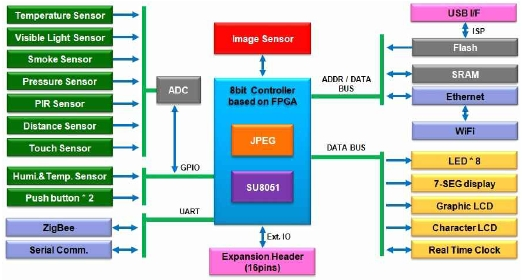 Temperature Sensor
Visible Light Sensor
Smoke Sensor
Pressure Sensor
PIR Sensor
Distance Sensor
Touch Sensor
Humi.&Temp. Sensor
Push button * 2
ZigBee
Serial Comm.
ADC
GPIO
UART
Image Sensor
8bit Controller
based on FPGA
JPEG
SU8051
Ext. IO
Expansion Header
(16pins)
ADDR / DATA
BUS
DATA BUS
USB I/F
ISP
Flash
SRAM
Ethernet
WiFi
LED * 8
7-SEG display
Graphic LCD
Character LCD
Real Time Clock